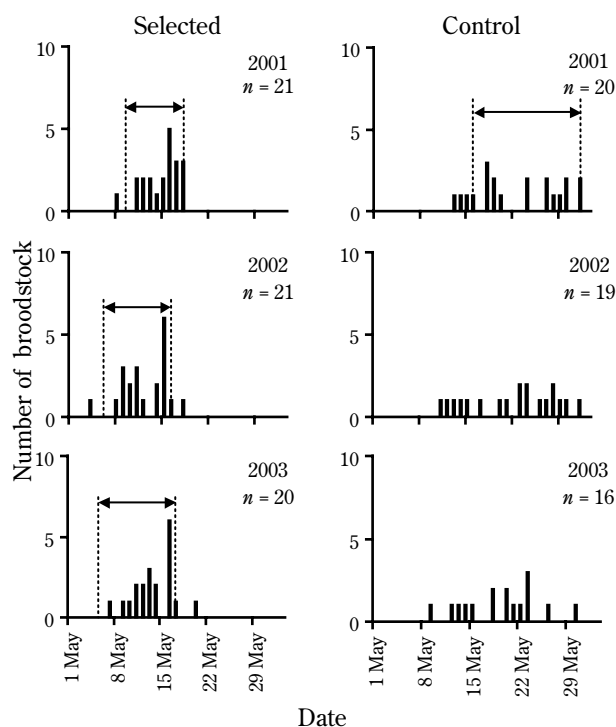 Selected
Control
10
5
0
2001
n = 21
10
5
0
2001
n = 20
10
5
0
2002
n = 21
10
5
0
2002
n = 19
10
5
0
2003
n = 20
10
5
0
2003
n = 16
Number of broodstock
1 May
8 May
15 May
22 May
29 May
1 May
8 May
15 May
22 May
29 May
Date